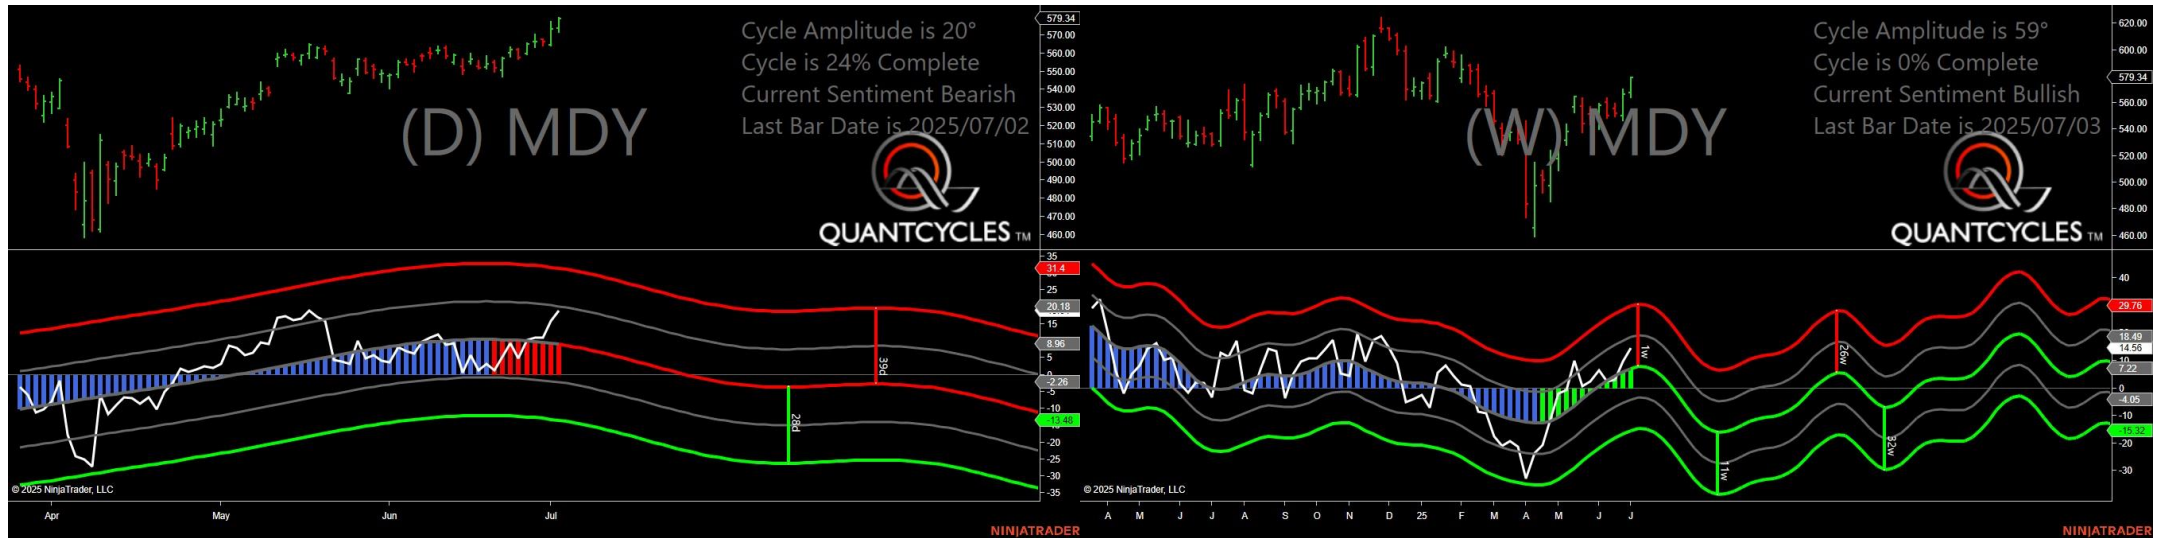 Cycle Amplitude is 20°
Cycle is 24% Complete
Current Sentiment Bearish
Last Bar Date is 2025/07/02
(D) MDY
QUANTCYCLES TM
579.34
570.00
560.00
550.00
540.00
530.00
520.00
510.00
500.00
490.00
480.00
470.00
460.00
35
31.4
25
20.18
15
8.96
5
0
-2.26
-5
-10
-13.48
-20
-25
-30
-35
39d
28d
© 2025 NinjaTrader, LLC
Apr May Jun Jul
NINJATRADER
Cycle Amplitude is 59°
Cycle is 0% Complete
Current Sentiment Bullish
Last Bar Date is 2025/07/03
(W) MDY
QUANTCYCLES TM
620.00
600.00
579.34
560.00
540.00
520.00
500.00
480.00
460.00
40
29.76
18.49
14.56
7.22
0
-4.05
-10
-15.32
-20
-30
1w
26w
11w
32w
© 2025 NinjaTrader, LLC
A M J J A S O N D 25 F M A M J J
NINJATRADER